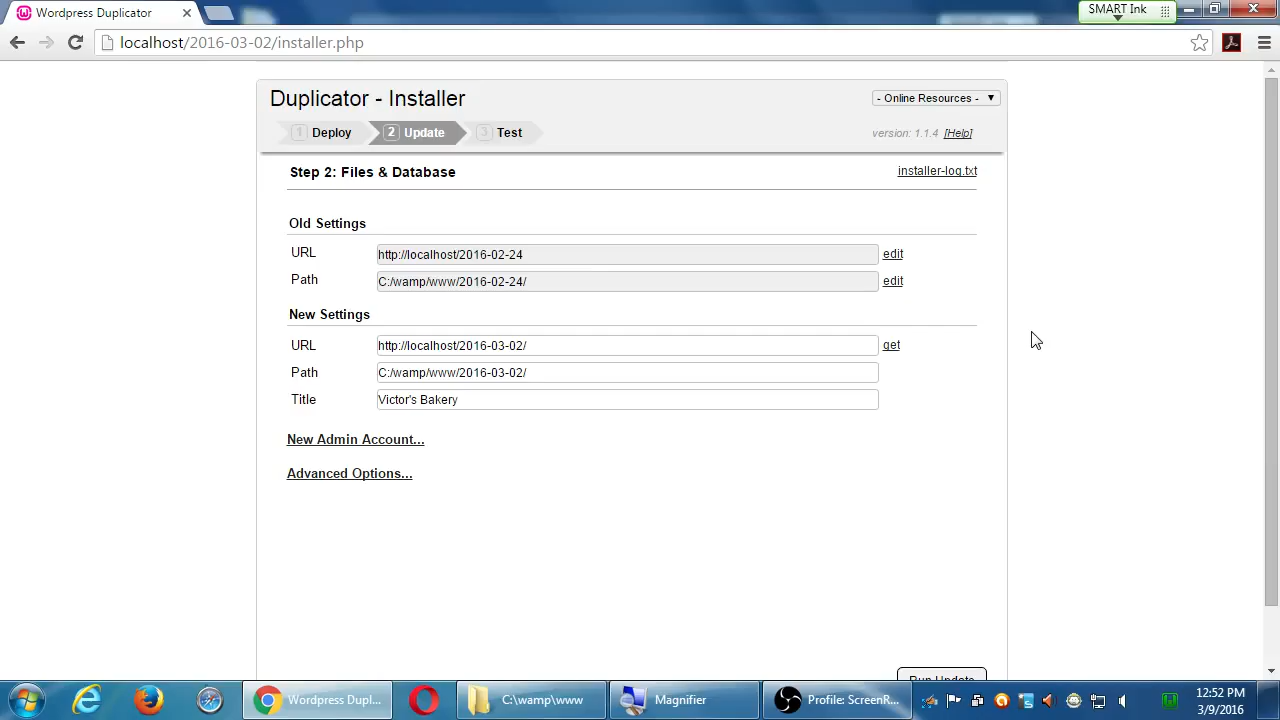 Wordpress Duplicator
SMART Ink
localhost/2016-03-02/installer.php
Duplicator - Installer
- Online Resources -
1 Deploy
2 Update
3 Test
version: 1.1.4 [Help]
Step 2: Files & Database
installer-log.txt
Old Settings
URL
http://localhost/2016-02-24
edit
Path
C:/wamp/www/2016-02-24/
edit
New Settings
URL
http://localhost/2016-03-02/
get
Path
C:/wamp/www/2016-03-02/
Title
Victor's Bakery
New Admin Account...
Advanced Options...
Run Update
Wordpress Dupl...
C:\wamp\www
Magnifier
Profile: ScreenR...
12:52 PM
3/9/2016